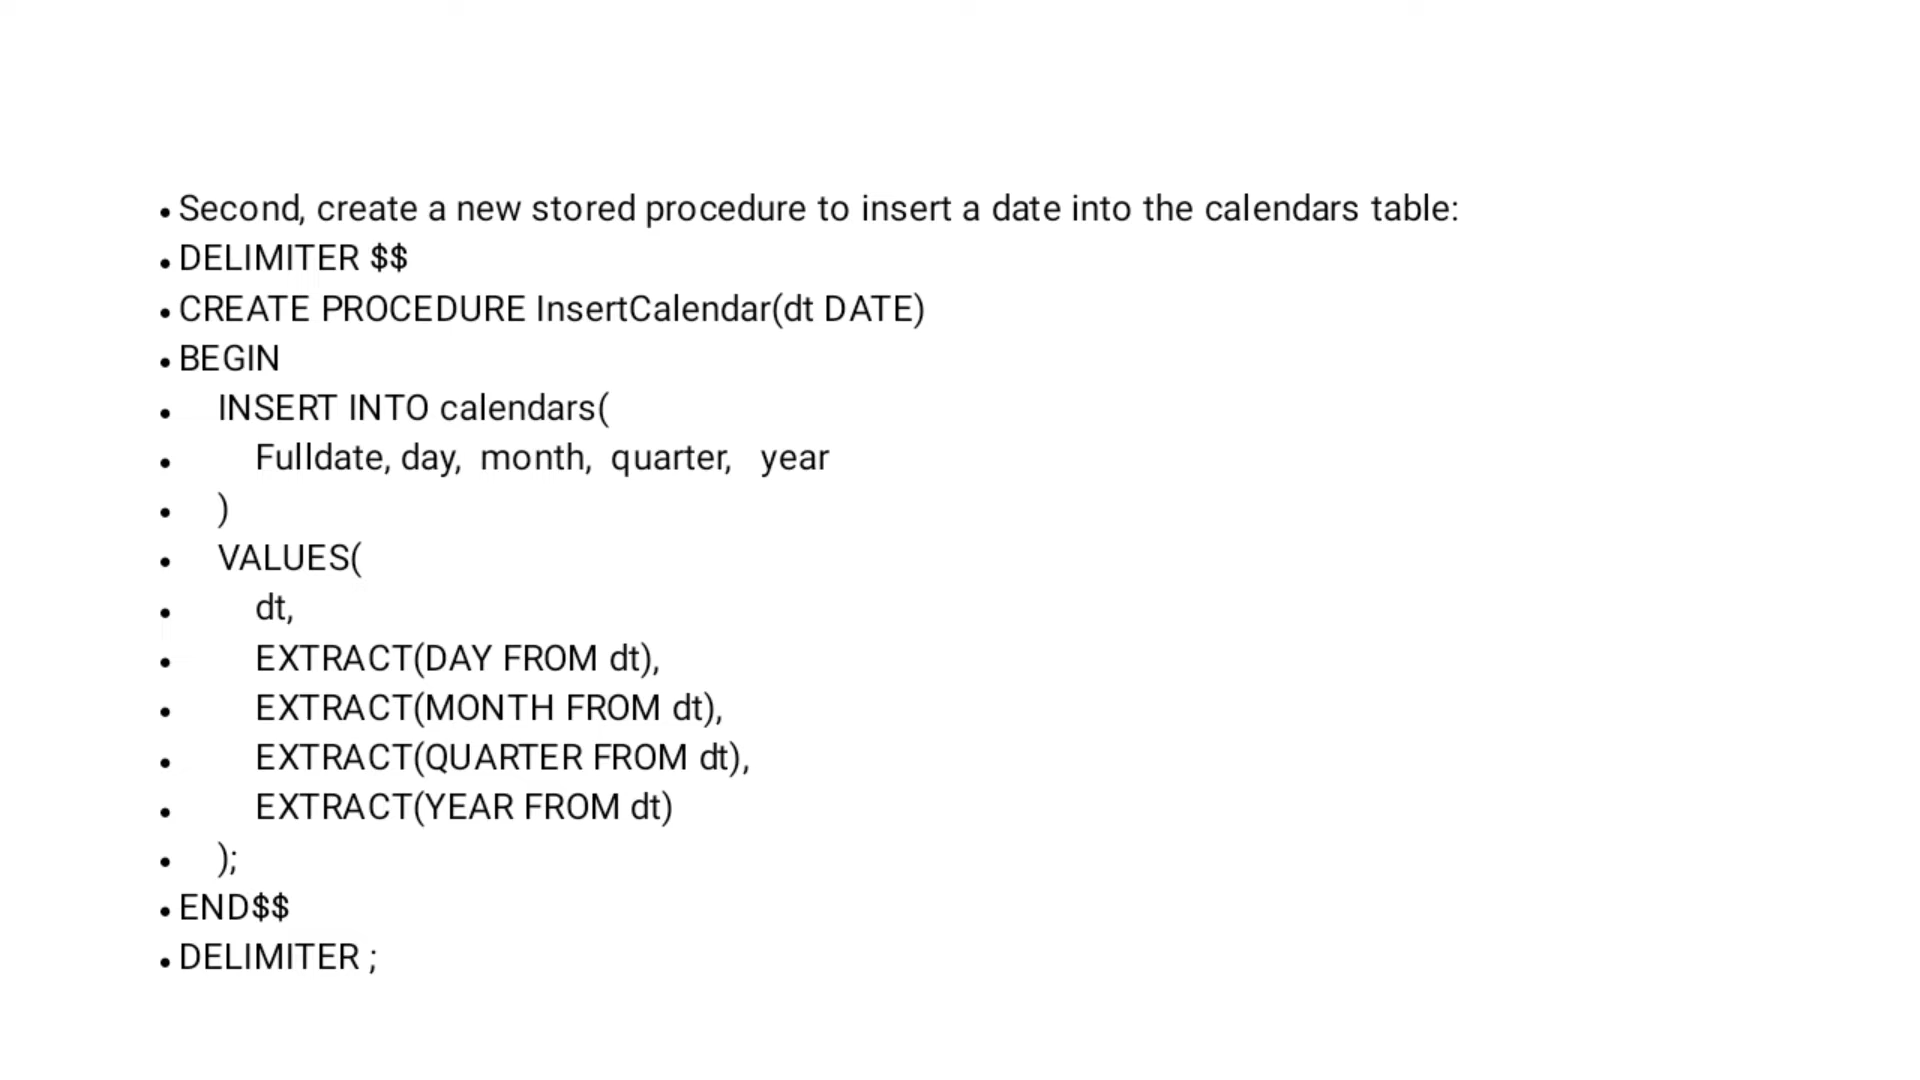 • Second, create a new stored procedure to insert a date into the calendars table:
• DELIMITER $$
• CREATE PROCEDURE InsertCalendar(dt DATE)
• BEGIN
•     INSERT INTO calendars(
•         Fulldate, day,  month,  quarter,   year
•     )
•     VALUES(
•         dt,
•         EXTRACT(DAY FROM dt),
•         EXTRACT(MONTH FROM dt),
•         EXTRACT(QUARTER FROM dt),
•         EXTRACT(YEAR FROM dt)
•     );
• END$$
• DELIMITER ;